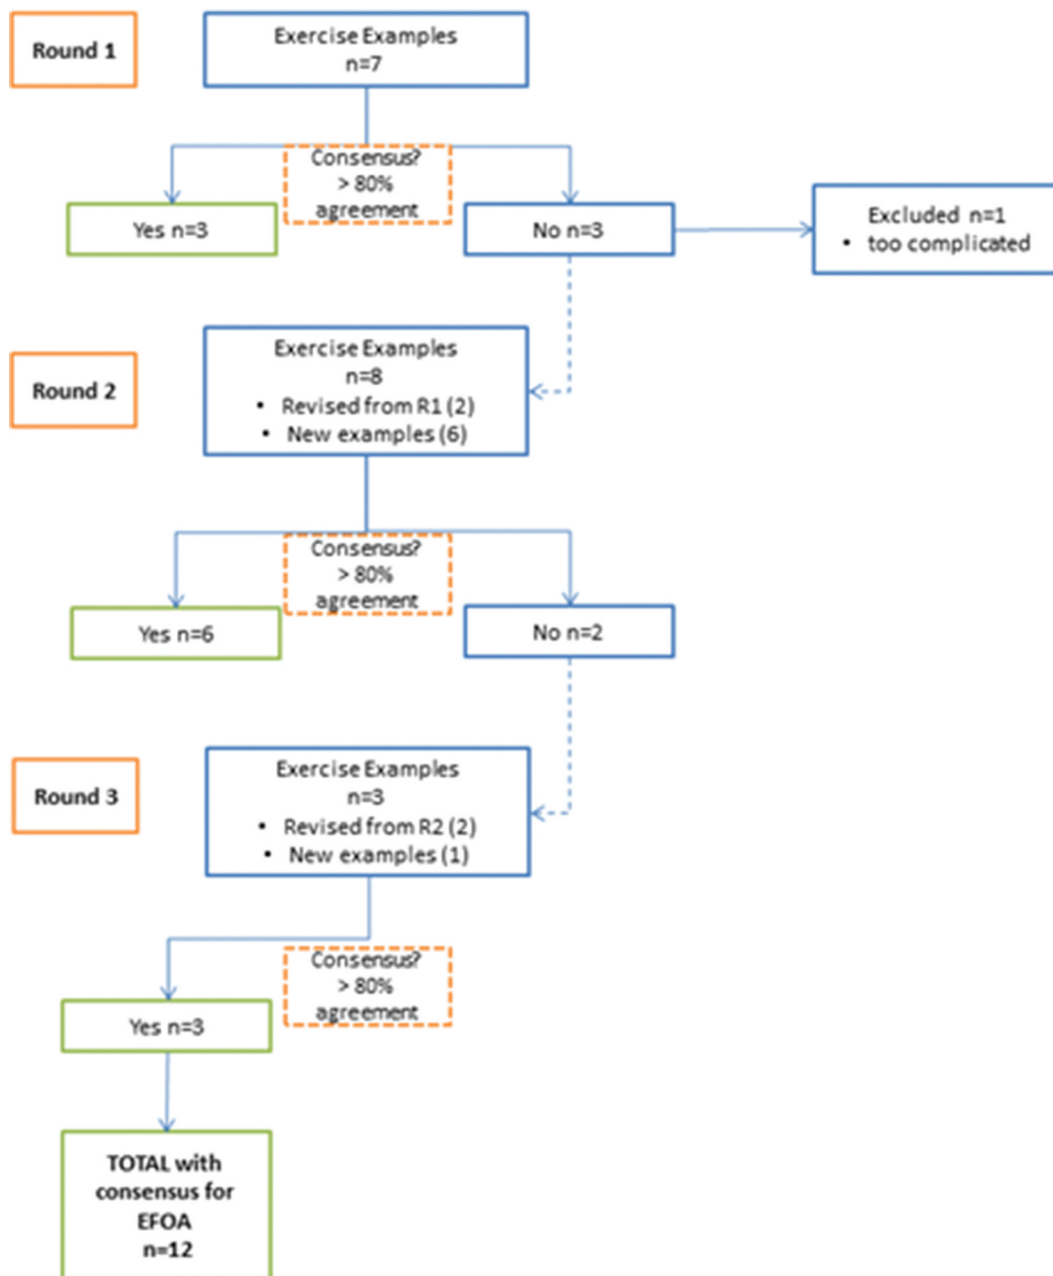 Round 1
Exercise Examples
n=7
Consensus?
> 80%
agreement
Yes n=3
No n=3
Excluded n=1
• too complicated
Round 2
Exercise Examples
n=8
• Revised from R1 (2)
• New examples (6)
Consensus?
> 80%
agreement
Yes n=6
No n=2
Round 3
Exercise Examples
n=3
• Revised from R2 (2)
• New examples (1)
Consensus?
> 80%
agreement
Yes n=3
TOTAL with
consensus for
EFOA
n=12